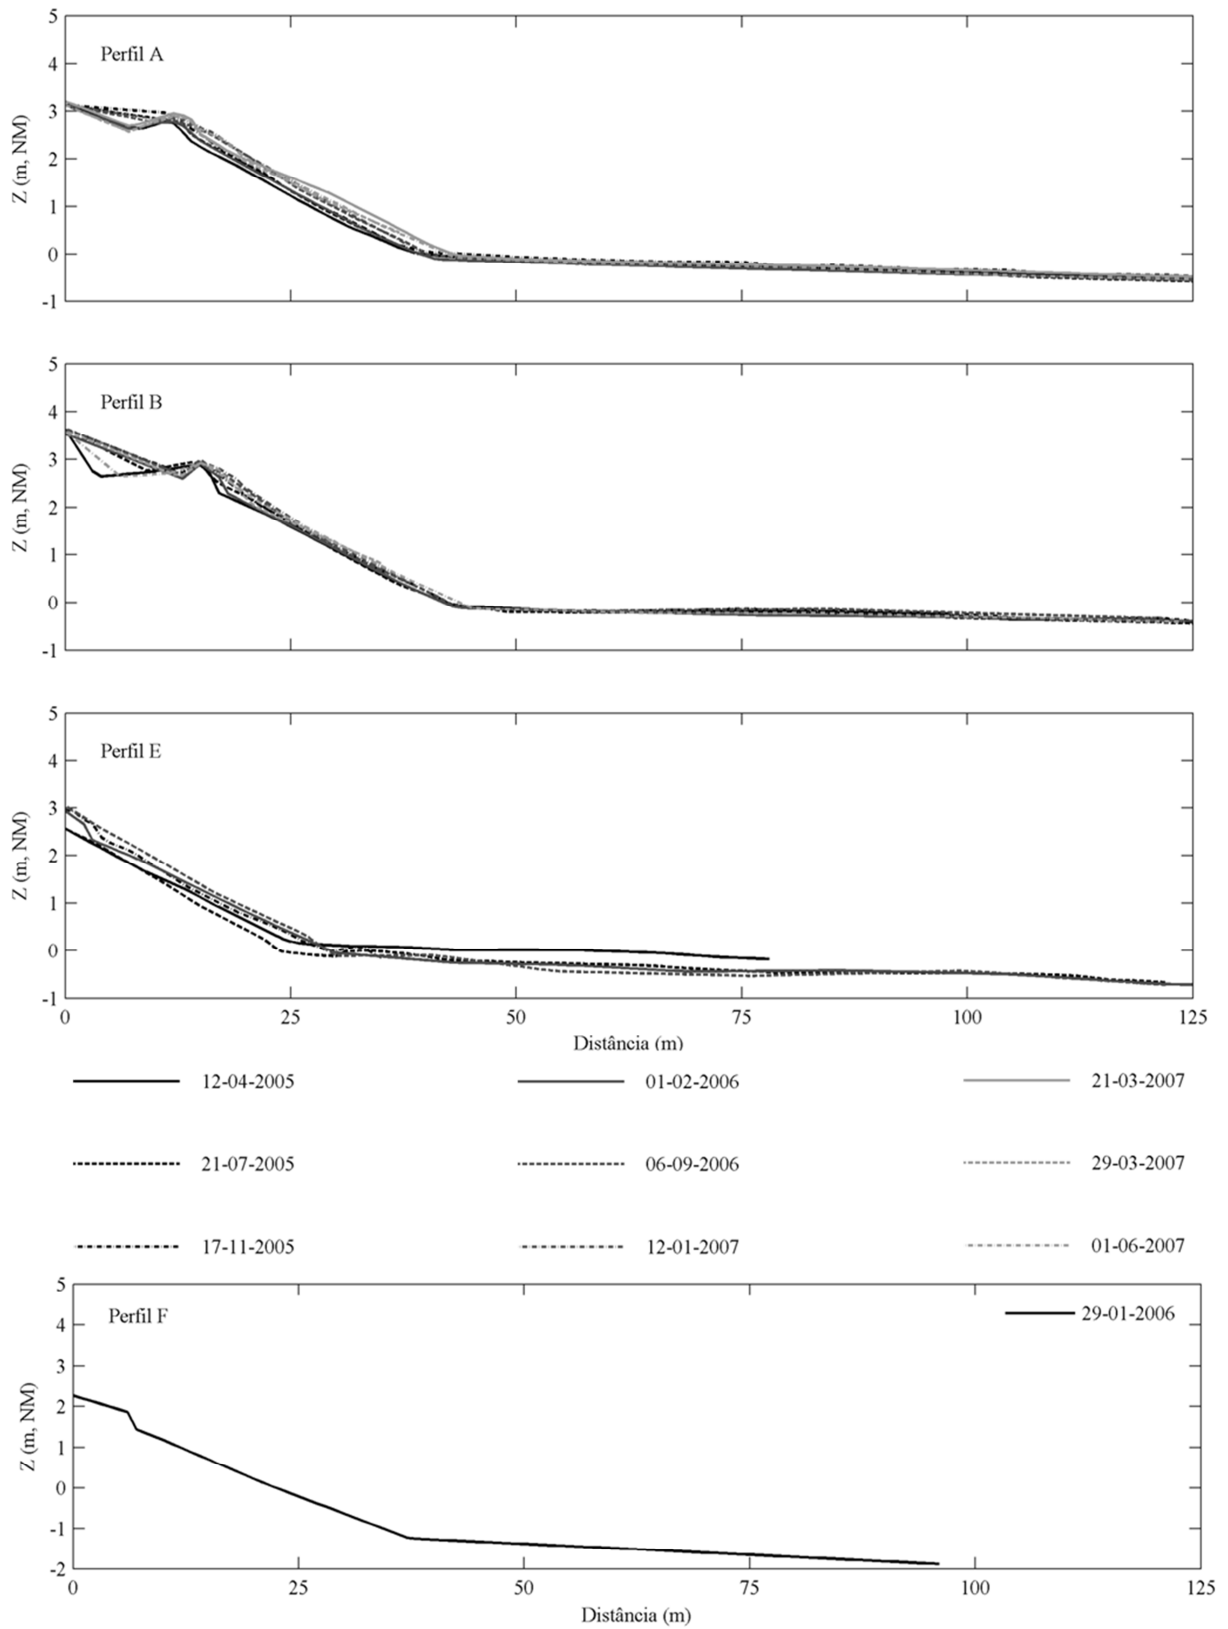 Perfil A
Z (m, NM)
5
4
3
2
1
0
-1
Perfil B
Z (m, NM)
5
4
3
2
1
0
-1
Perfil E
Z (m, NM)
5
4
3
2
1
0
-1
0 25 50 75 100 125
Distância (m)
12-04-2005 01-02-2006 21-03-2007
21-07-2005 06-09-2006 29-03-2007
17-11-2005 12-01-2007 01-06-2007
Perfil F 29-01-2006
Z (m, NM)
5
4
3
2
1
0
-1
-2
0 25 50 75 100 125
Distância (m)